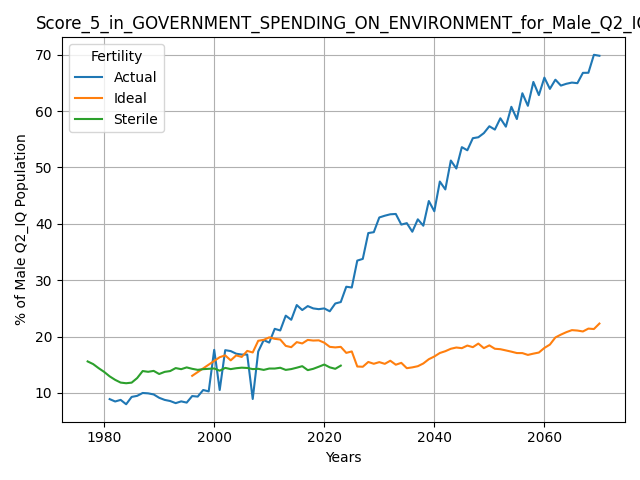 Score_5_in_GOVERNMENT_SPENDING_ON_ENVIRONMENT_for_Male_Q2_IQ
70
60
50
40
30
20
10
% of Male Q2_IQ Population
Fertility
Actual
Ideal
Sterile
1980
2000
2020
2040
2060
Years